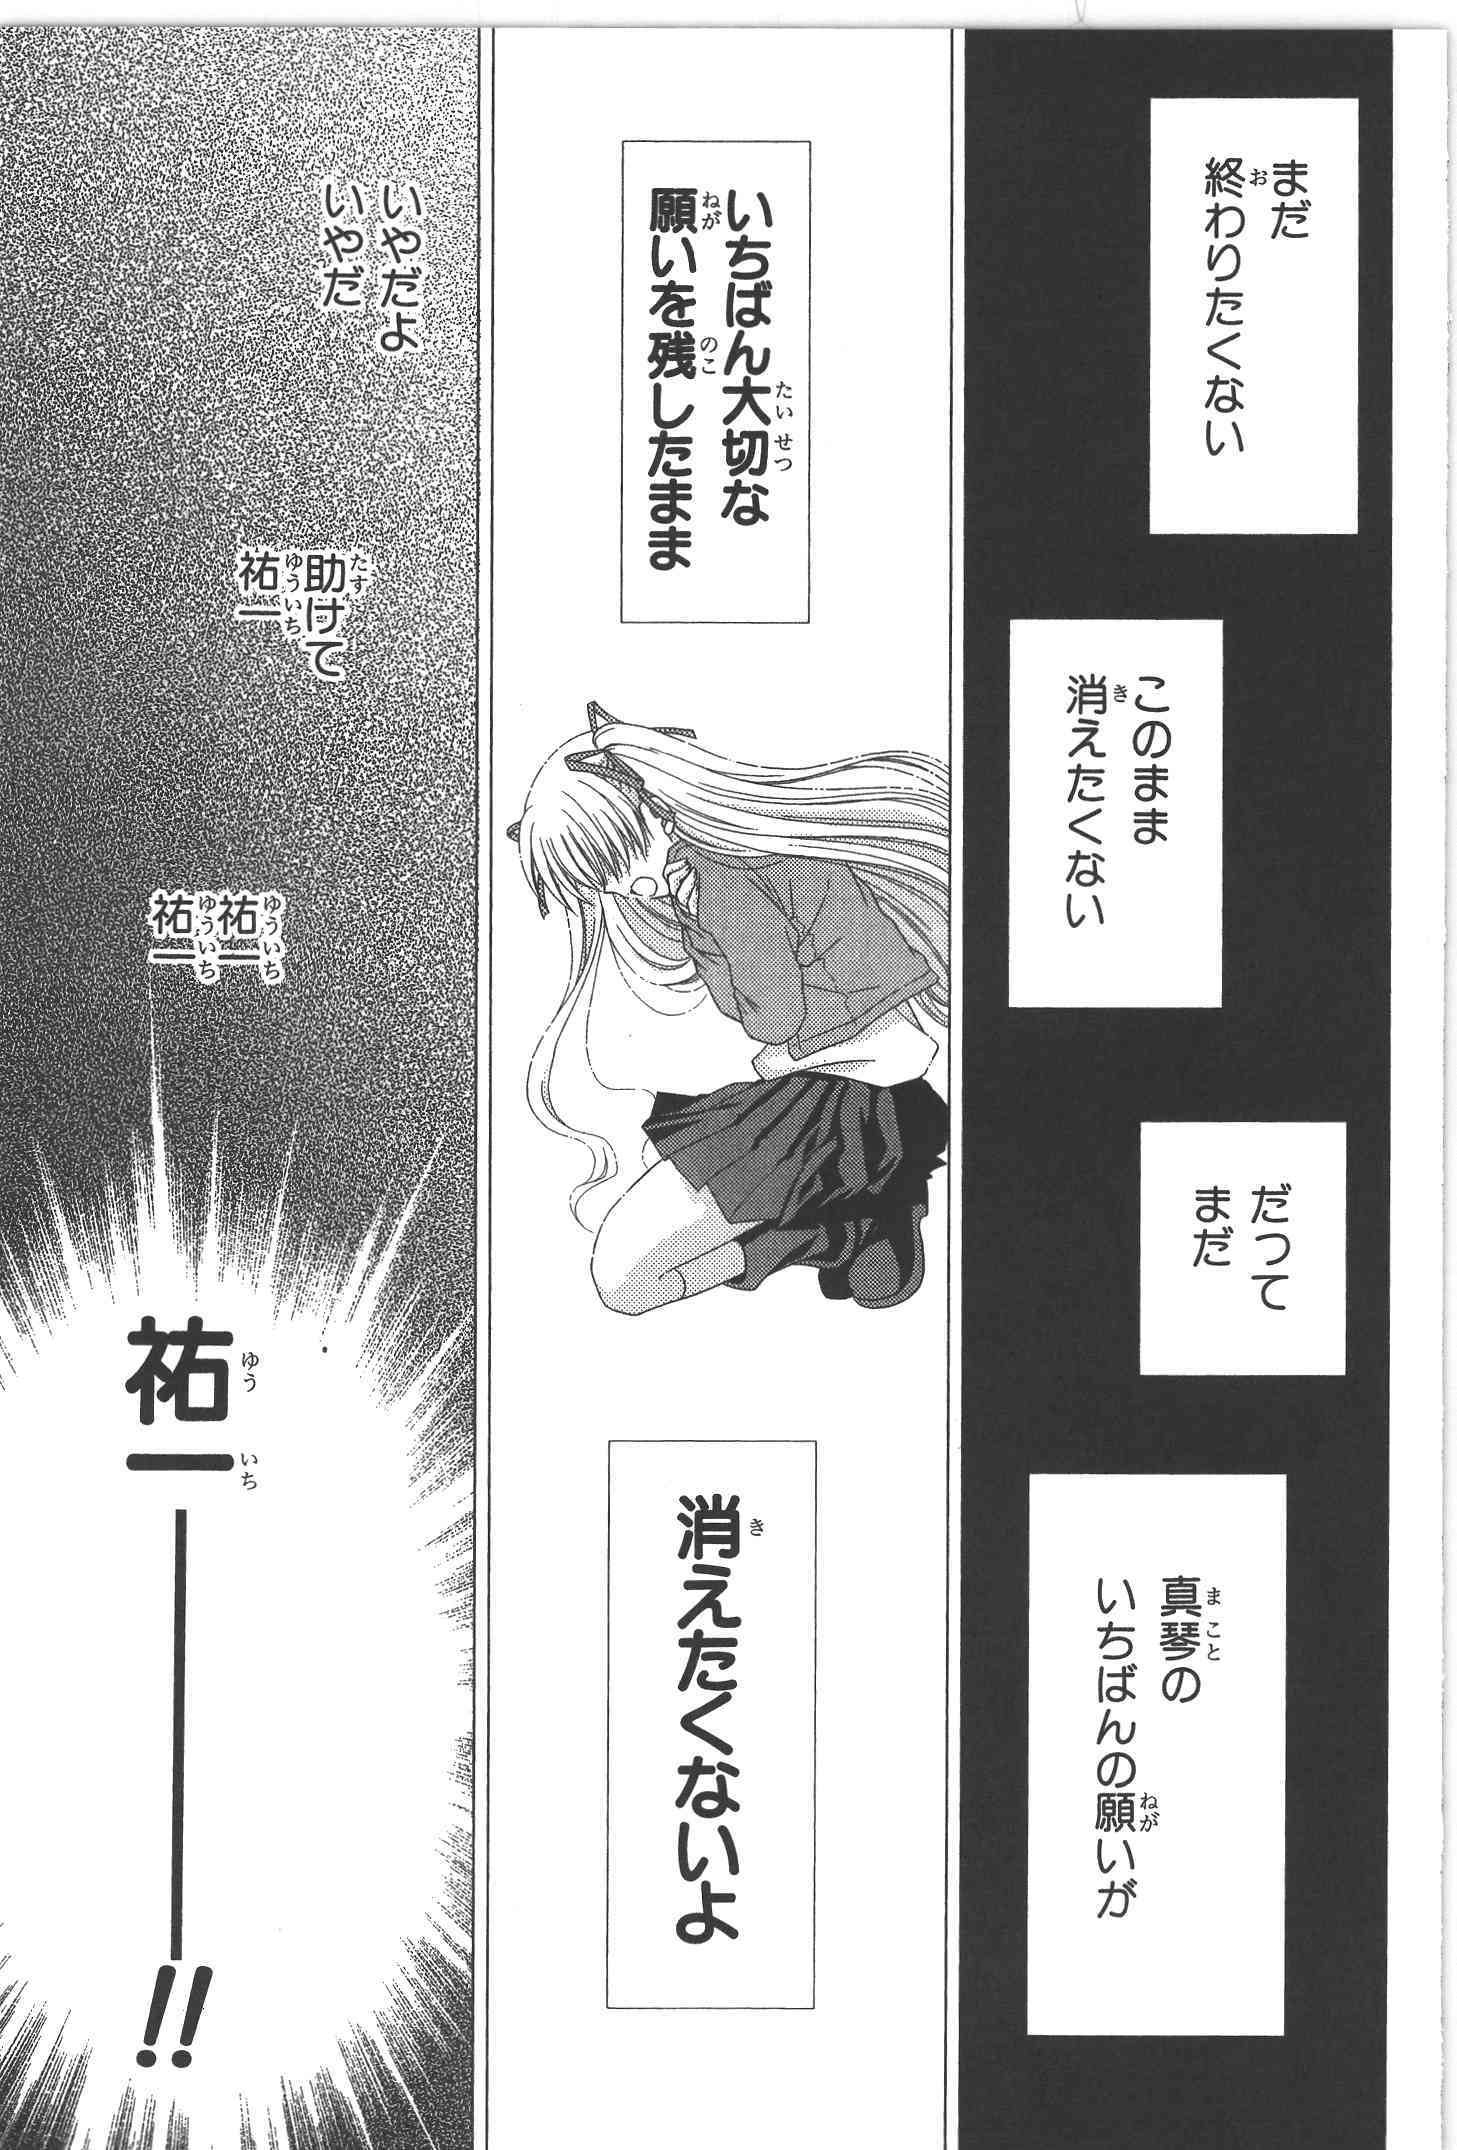 まだ
終わりたくない
このまま
消えたくない
だって
まだ
真琴の
いちばんの願いが
いちばん大切な
願いを残したまま
消えたくないよ
いやだよ
いやだ
助けて
祐一
祐一
祐一
祐一――!!